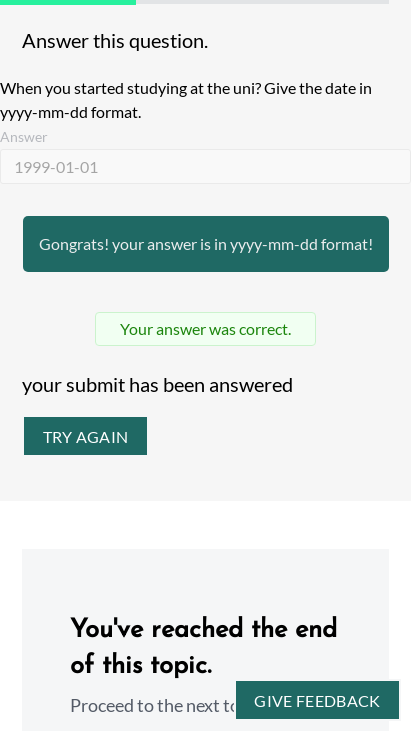 Answer this question.
When you started studying at the uni? Give the date in
yyyy-mm-dd format.
Answer
1999-01-01
Gongrats! your answer is in yyyy-mm-dd format!
Your answer was correct.
your submit has been answered
TRY AGAIN
You've reached the end
of this topic.
Proceed to the next
GIVE FEEDBACK